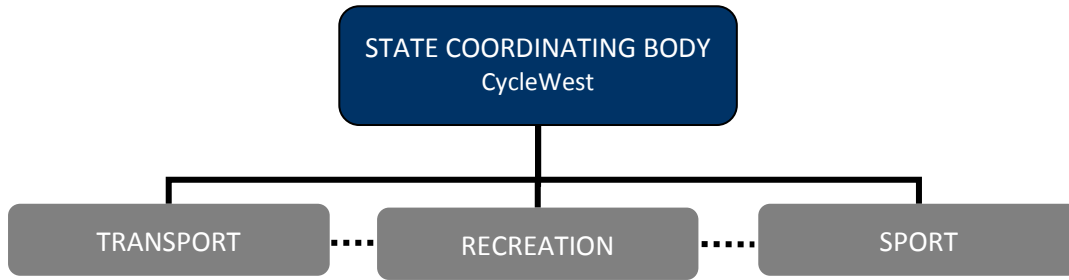 STATE COORDINATING BODY
CycleWest
TRANSPORT
RECREATION
SPORT